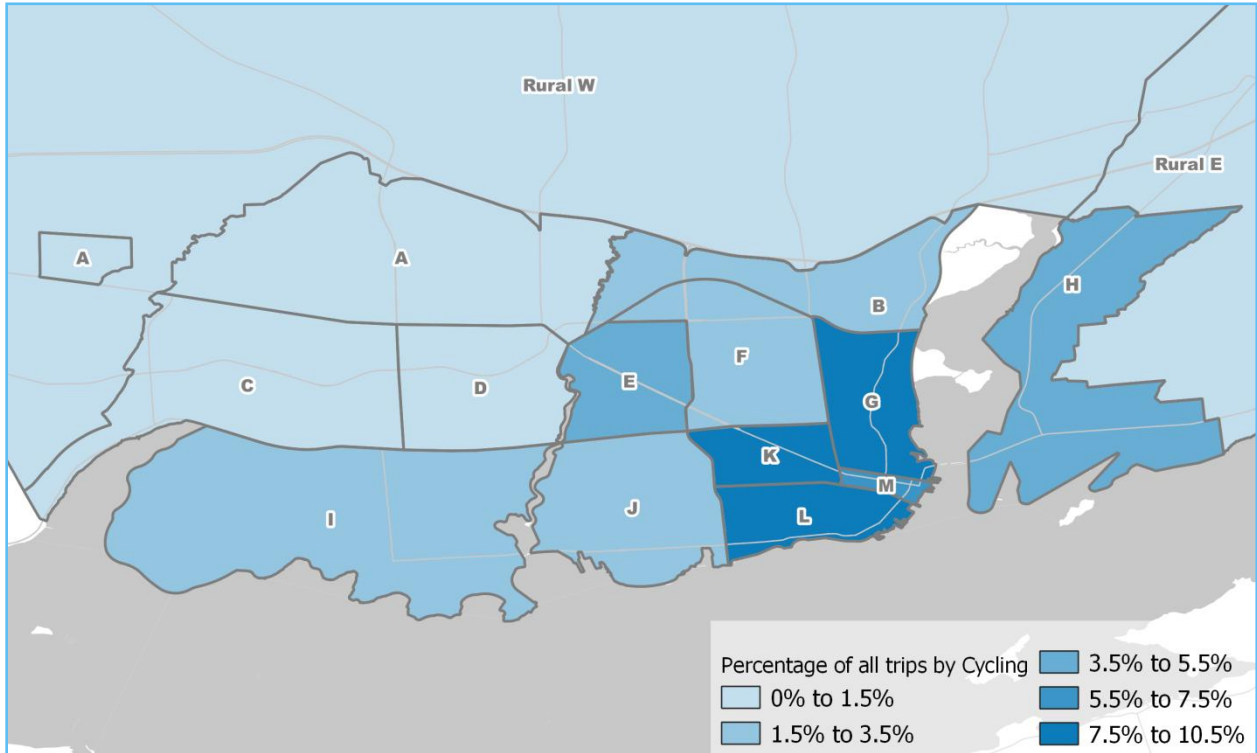 Rural W
Rural E
A
A
H
B
F
E
C
D
G
K
M
I
J
L
Percentage of all trips by Cycling
0% to 1.5%
1.5% to 3.5%
3.5% to 5.5%
5.5% to 7.5%
7.5% to 10.5%